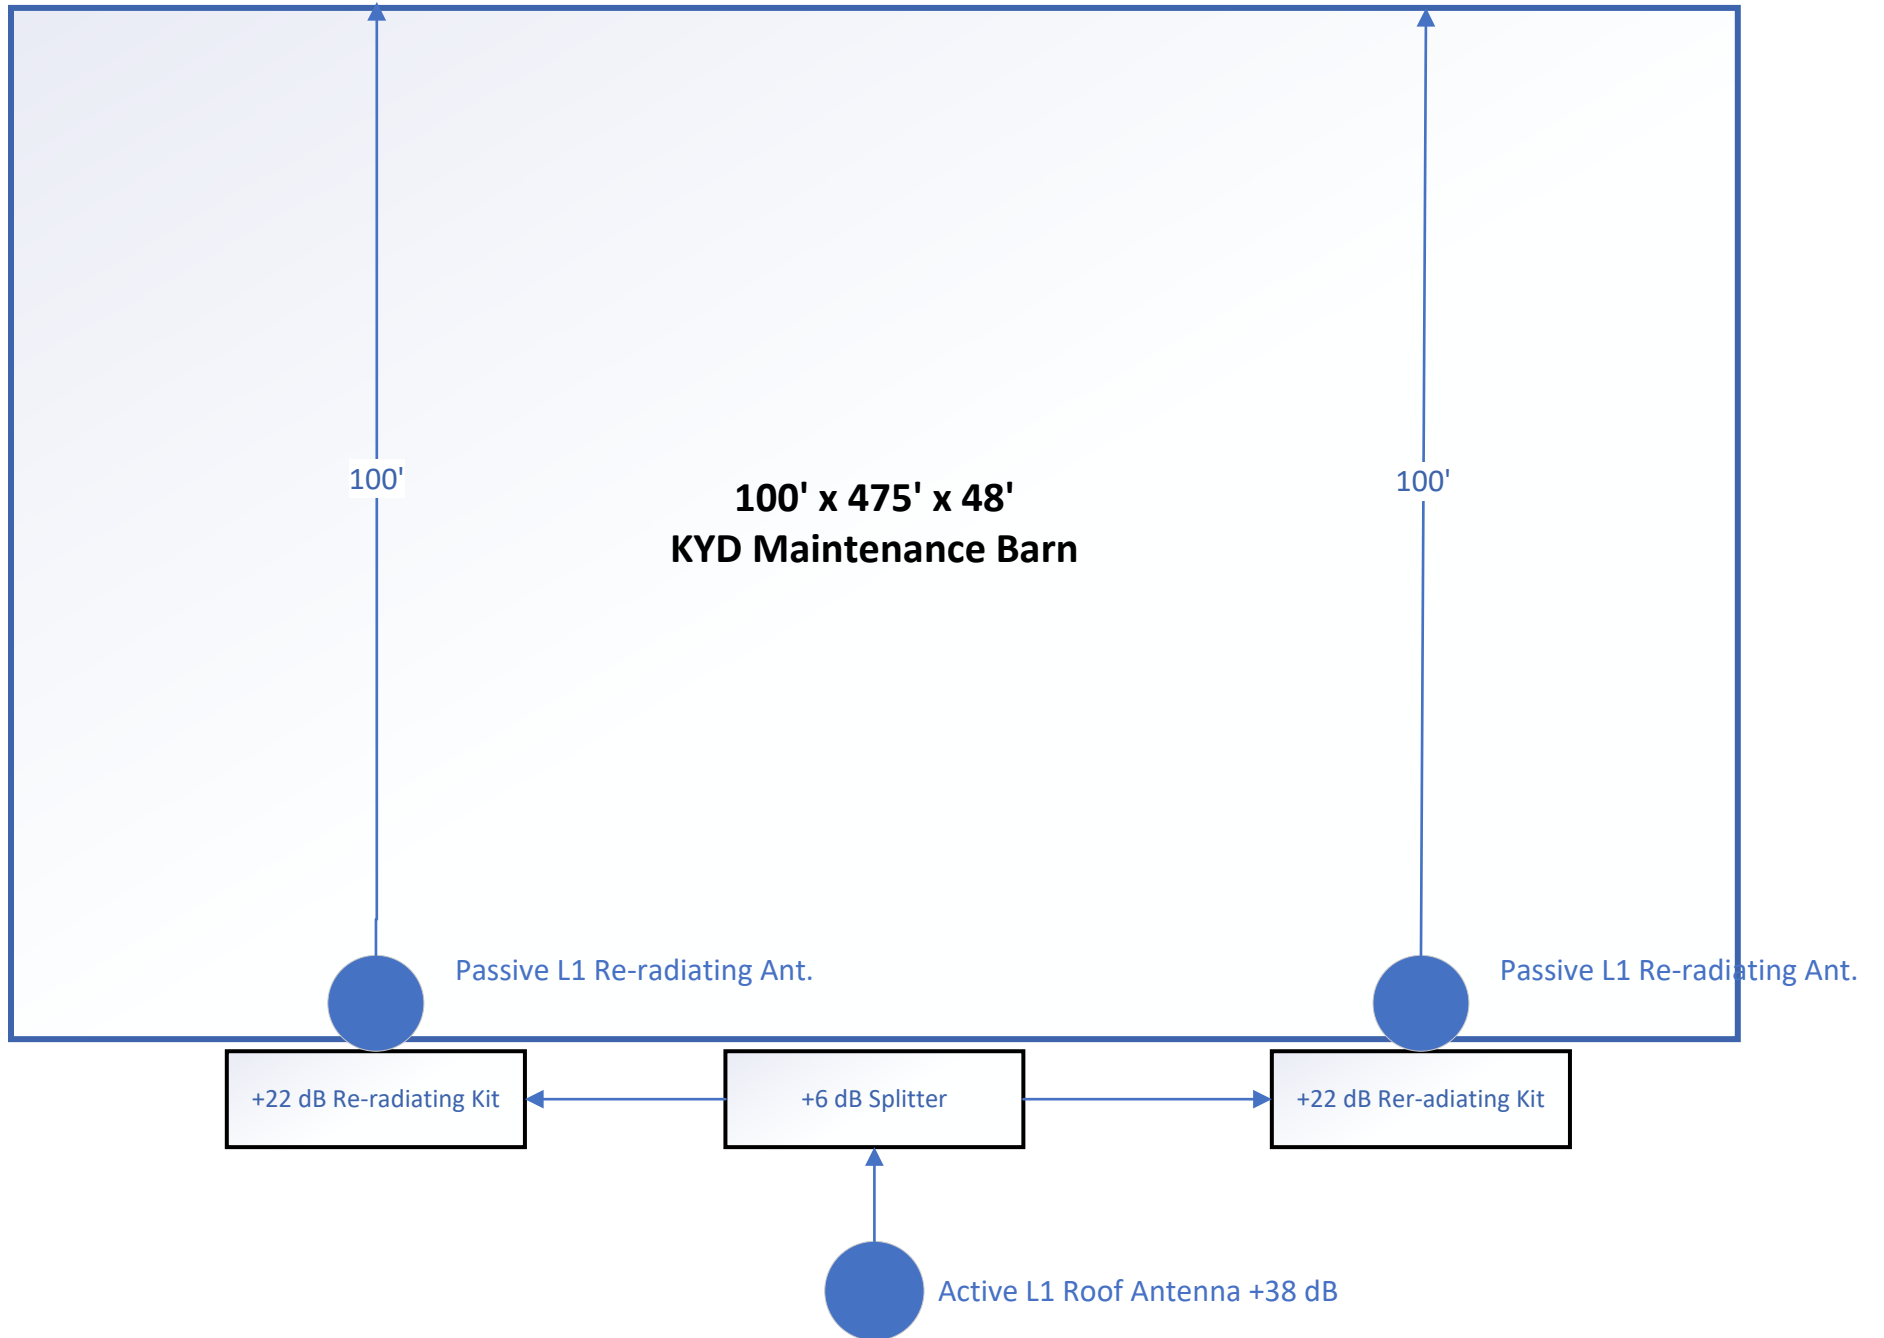 100'
100'
100' x 475' x 48'
KYD Maintenance Barn
Passive L1 Re-radiating Ant.
Passive L1 Re-radiating Ant.
+22 dB Re-radiating Kit
+6 dB Splitter
+22 dB Rer-adiating Kit
Active L1 Roof Antenna +38 dB